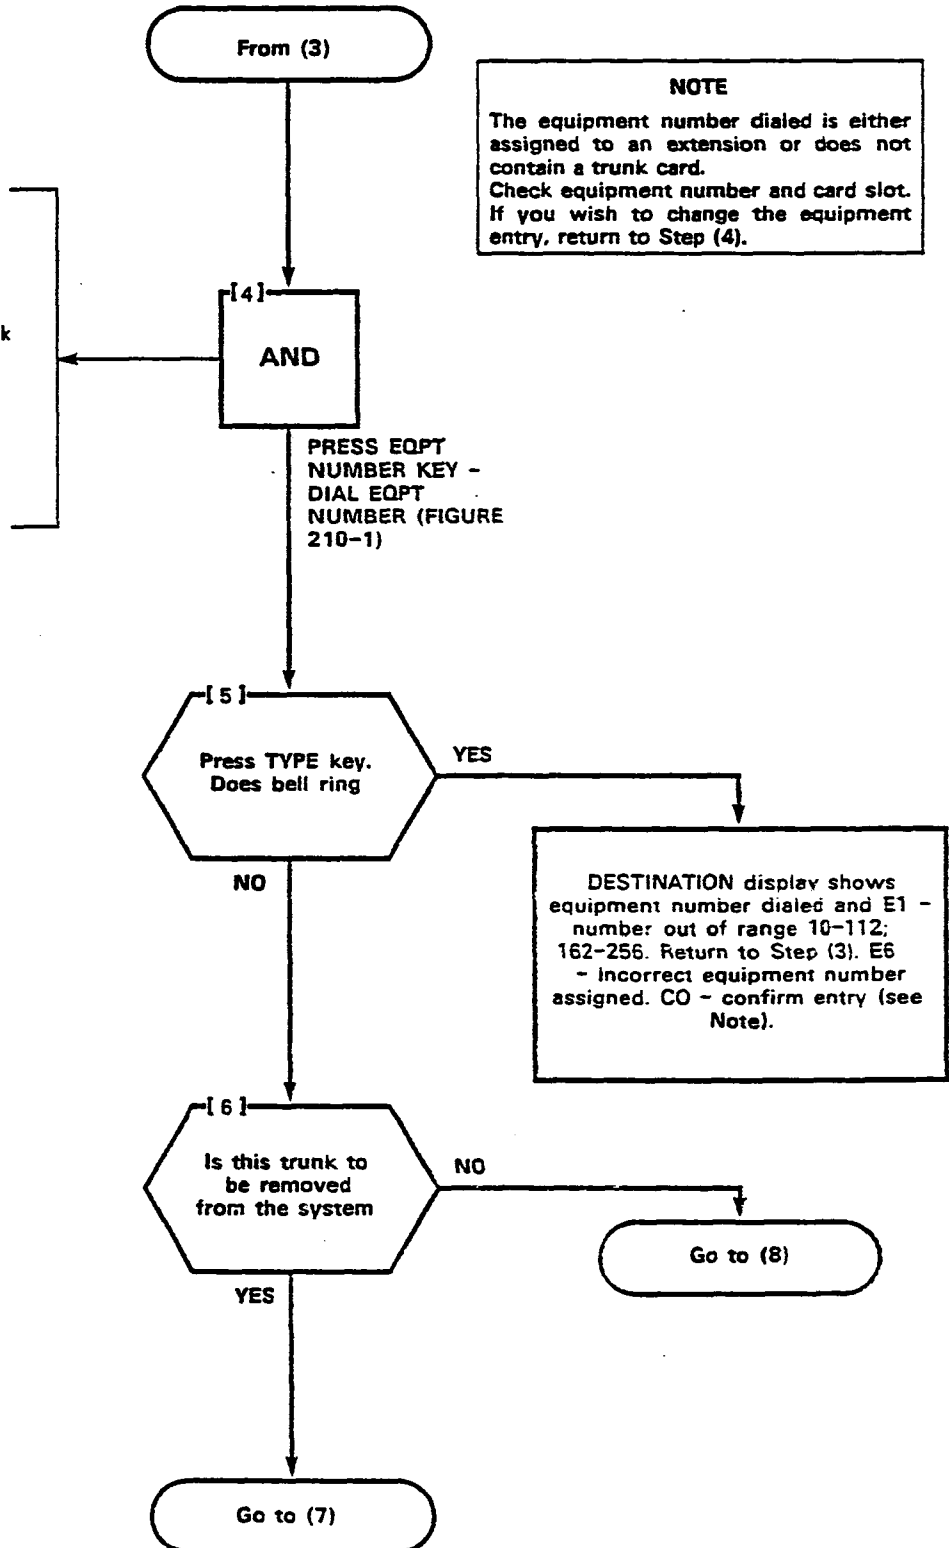 From (3)
NOTE
The equipment number dialed is either
assigned to an extension or does not
contain a trunk card.
Check equipment number and card slot.
If you wish to change the equipment
entry, return to Step (4).
[4]
k
AND
PRESS EQPT
NUMBER KEY -
DIAL EQPT
NUMBER (FIGURE
210-1)
[ 5 ]
Press TYPE key.
Does bell ring
YES
NO
DESTINATION display shows
equipment number dialed and E1 -
number out of range 10-112;
162-256. Return to Step (3). E6
- Incorrect equipment number
assigned. CO - confirm entry (see
Note).
[ 6 ]
Is this trunk to
be removed
from the system
NO
Go to (8)
YES
Go to (7)